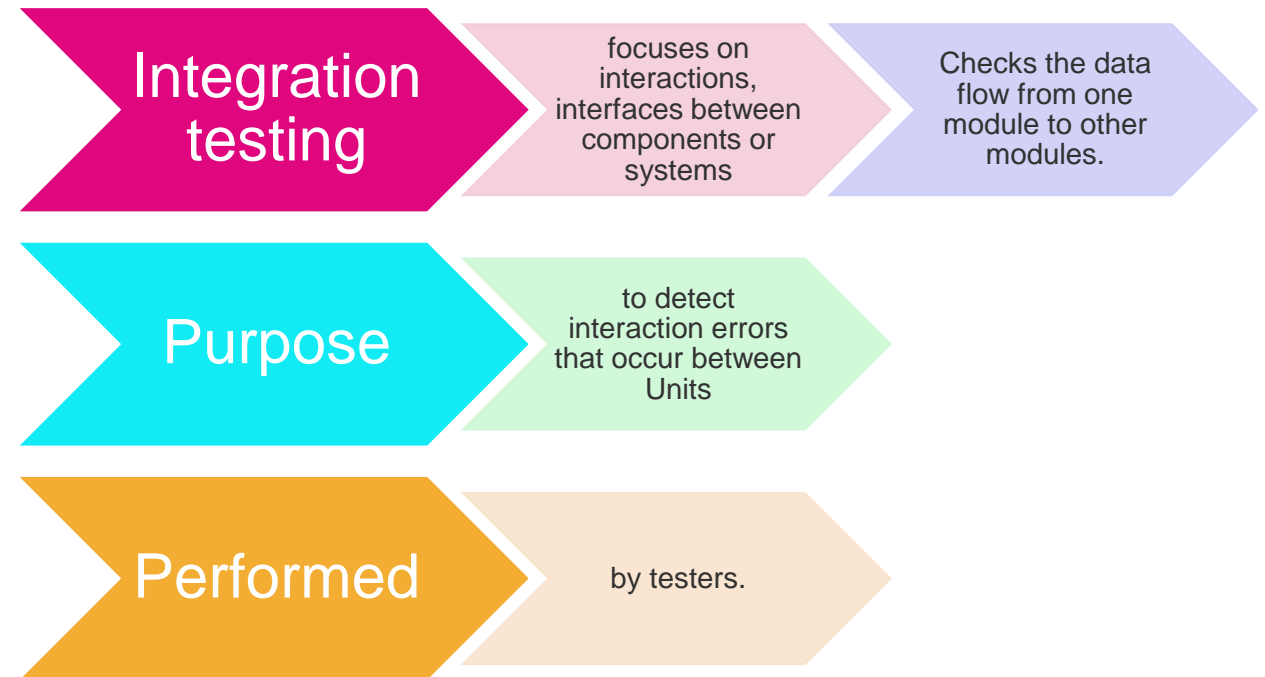 Integration
testing
focuses on
interactions,
interfaces between
components or
systems
Checks the data
flow from one
module to other
modules.
Purpose
to detect
interaction errors
that occur between
Units
Performed
by testers.